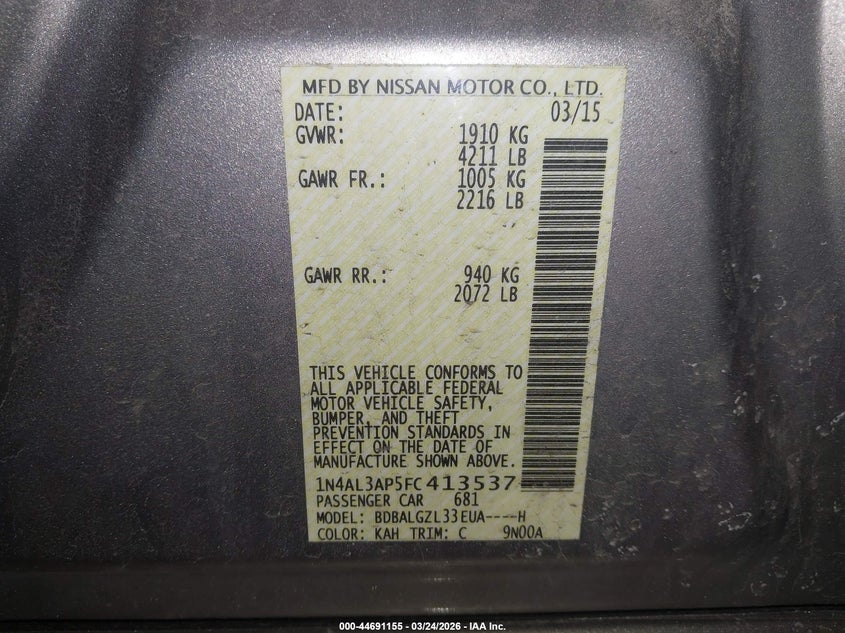 MFD BY NISSAN MOTOR CO., LTD.
DATE: 03/15
GVWR: 1910 KG
4211 LB
GAWR FR.: 1005 KG
2216 LB
GAWR RR.: 940 KG
2072 LB
THIS VEHICLE CONFORMS TO
ALL APPLICABLE FEDERAL
MOTOR VEHICLE SAFETY,
BUMPER, AND THEFT
PREVENTION STANDARDS IN
EFFECT ON THE DATE OF
MANUFACTURE SHOWN ABOVE.
1N4AL3AP5FC413537
PASSENGER CAR 681
MODEL: BDBALGZL33EUA----H
COLOR: KAH TRIM: C 9N00A
000-44691155 - 03/24/2026 - IAA Inc.